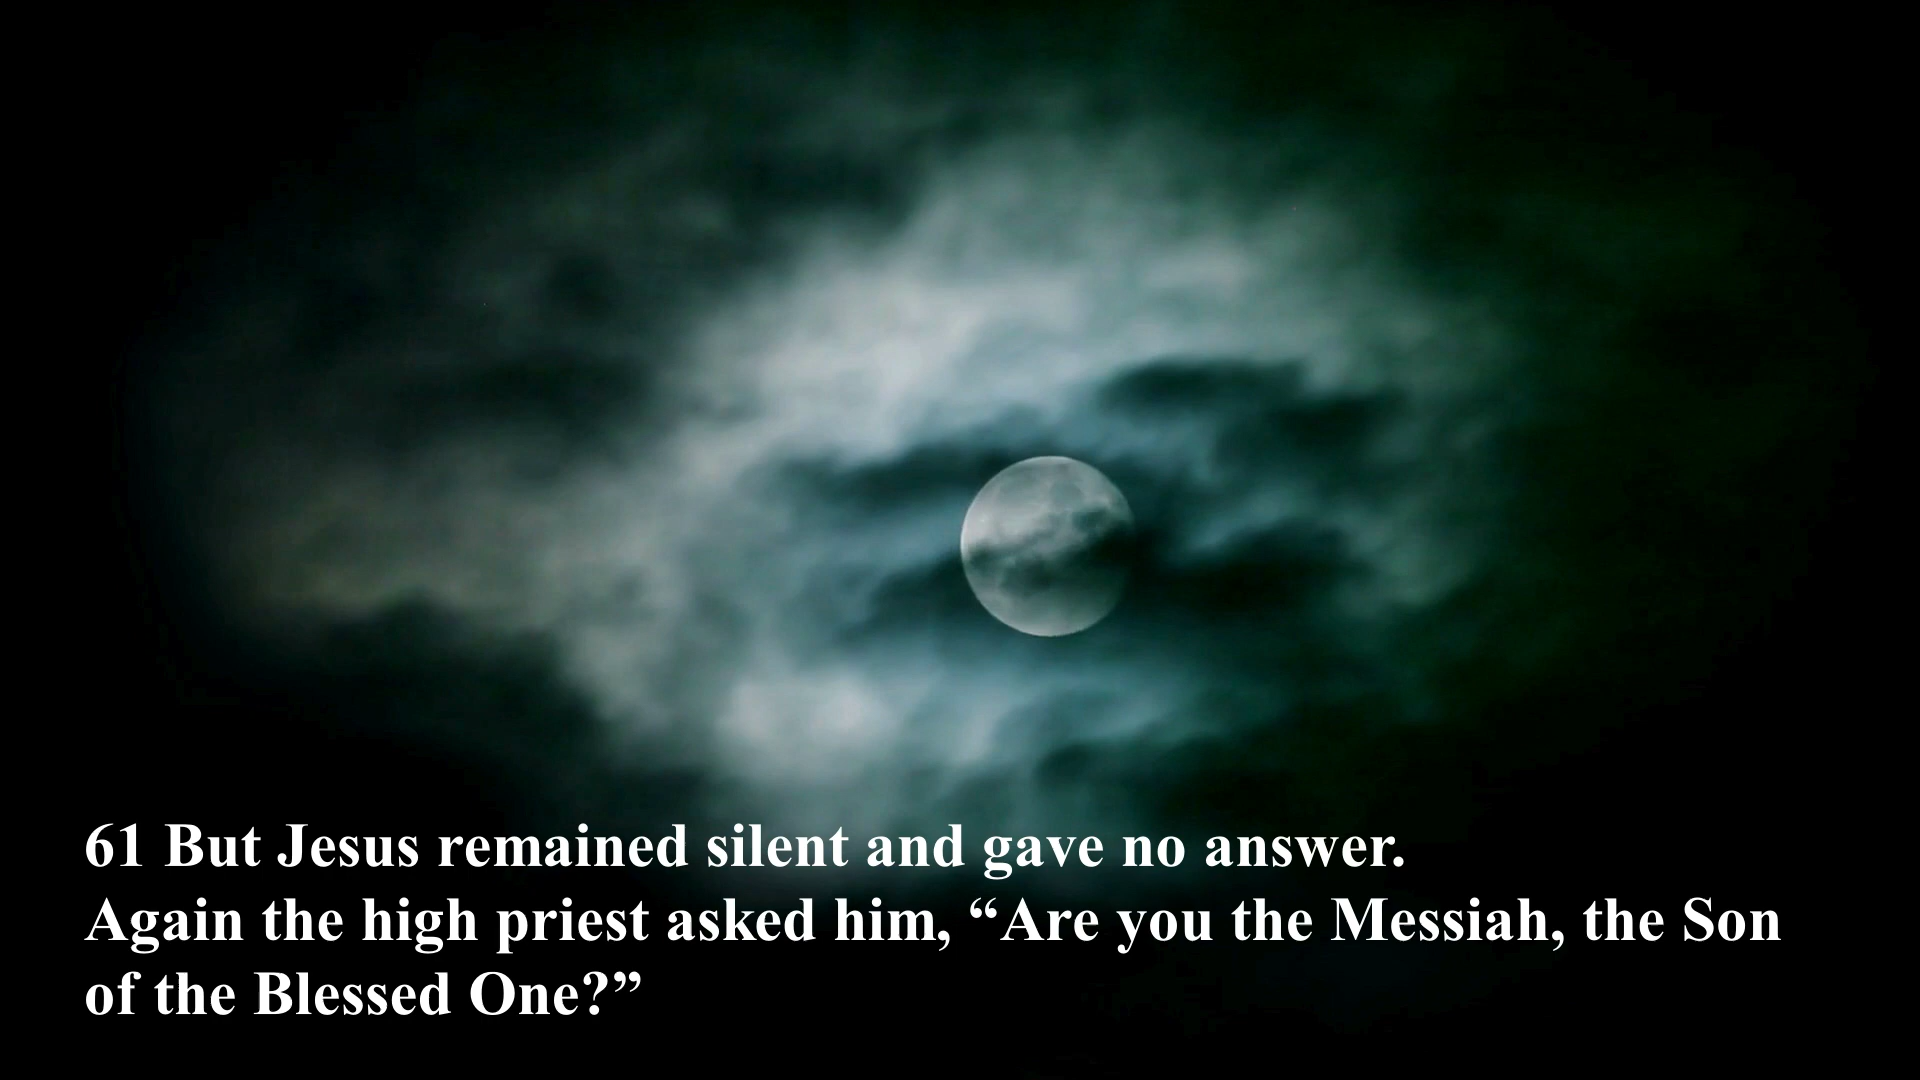 61 But Jesus remained silent and gave no answer.
Again the high priest asked him, “Are you the Messiah, the Son
of the Blessed One?”